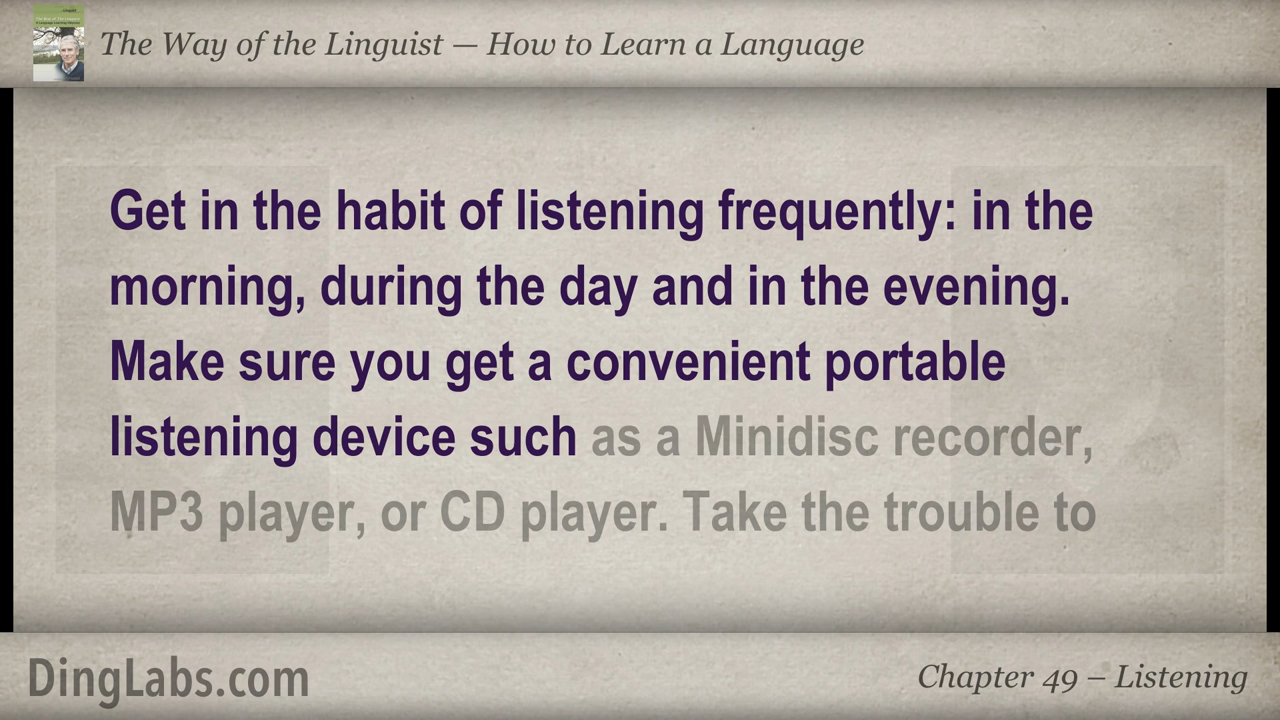 The Way of the Linguist — How to Learn a Language
Get in the habit of listening frequently: in the
morning, during the day and in the evening.
Make sure you get a convenient portable
listening device such as a Minidisc recorder,
MP3 player, or CD player. Take the trouble to
DingLabs.com
Chapter 49 – Listening